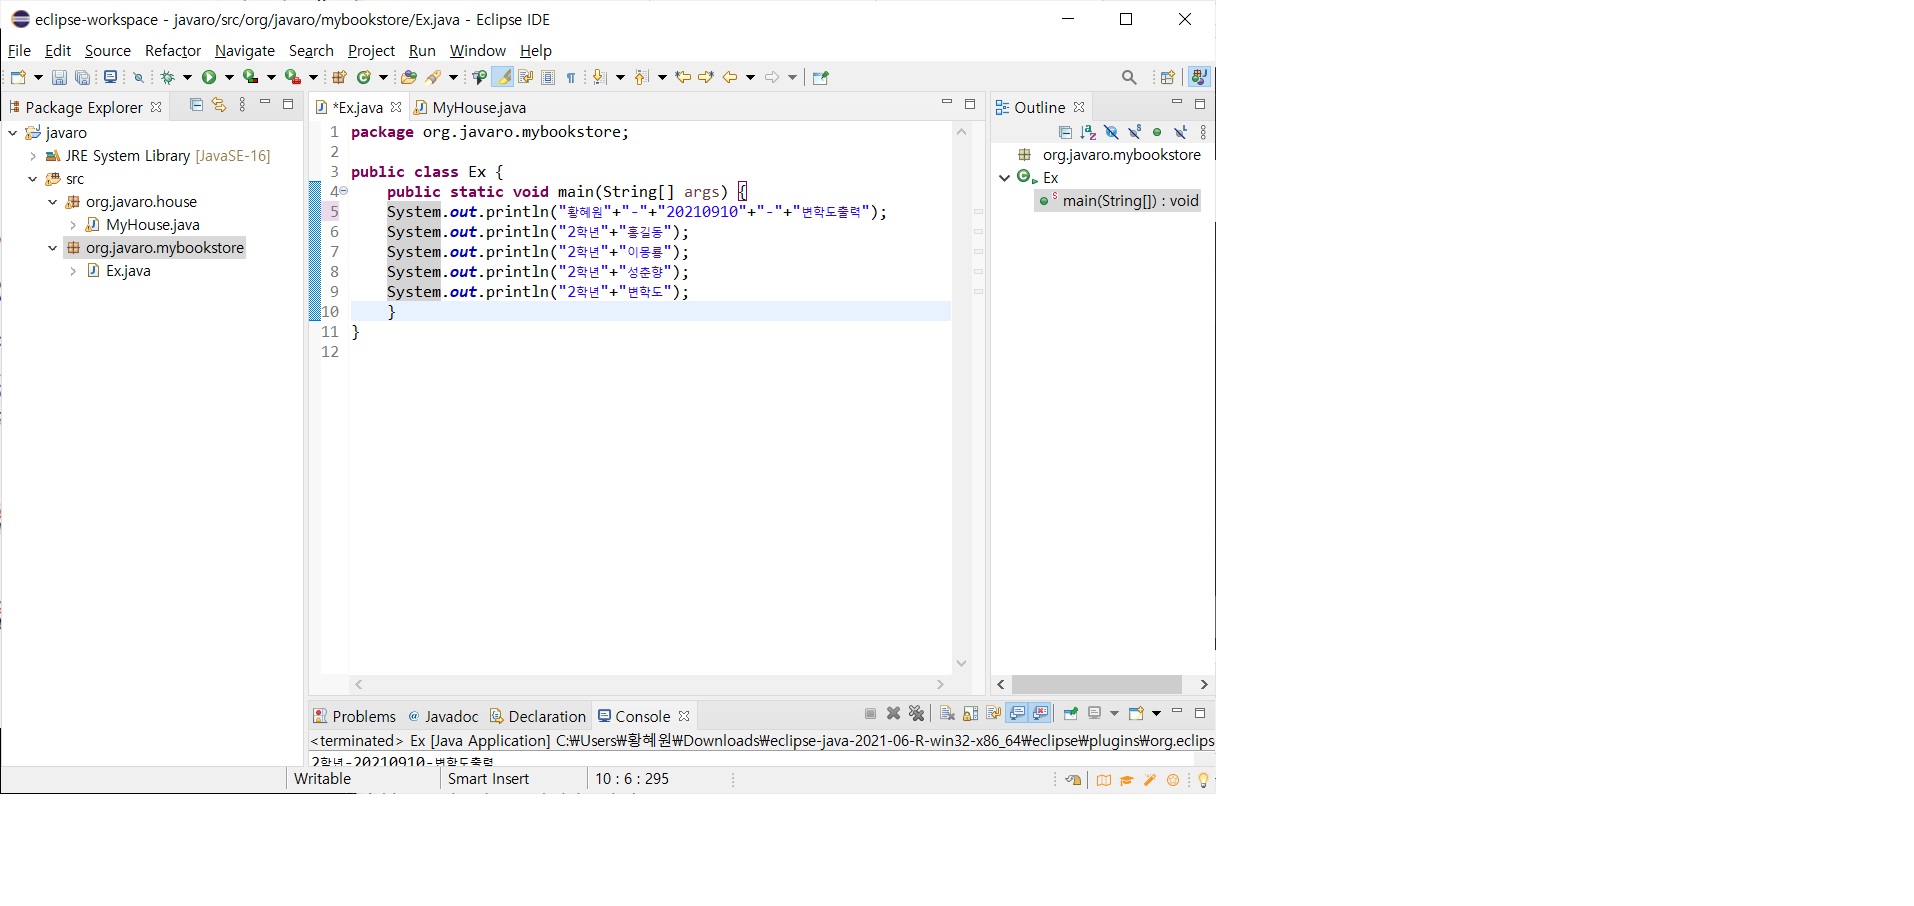 eclipse-workspace - javaro/src/org/javaro/mybookstore/Ex.java - Eclipse IDE
File Edit Source Refactor Navigate Search Project Run Window Help
Package Explorer
javaro
JRE System Library [JavaSE-16]
src
org.javaro.house
MyHouse.java
org.javaro.mybookstore
Ex.java
*Ex.java MyHouse.java
1 package org.javaro.mybookstore;
2
3 public class Ex {
4 public static void main(String[] args) {
5 System.out.println("황혜원"+"-"+"20210910"+"-"+"변학도출력");
6 System.out.println("2학년"+"홍길동");
7 System.out.println("2학년"+"이몽룡");
8 System.out.println("2학년"+"성춘향");
9 System.out.println("2학년"+"변학도");
10 }
11 }
12
Outline
org.javaro.mybookstore
Ex
main(String[]) : void
Problems @ Javadoc Declaration Console
<terminated> Ex [Java Application] C:₩Users₩황혜원₩Downloads₩eclipse-java-2021-06-R-win32-x86_64₩eclipse₩plugins₩org.eclips
2학년-20210910-변학도출력
Writable Smart Insert 10 : 6 : 295